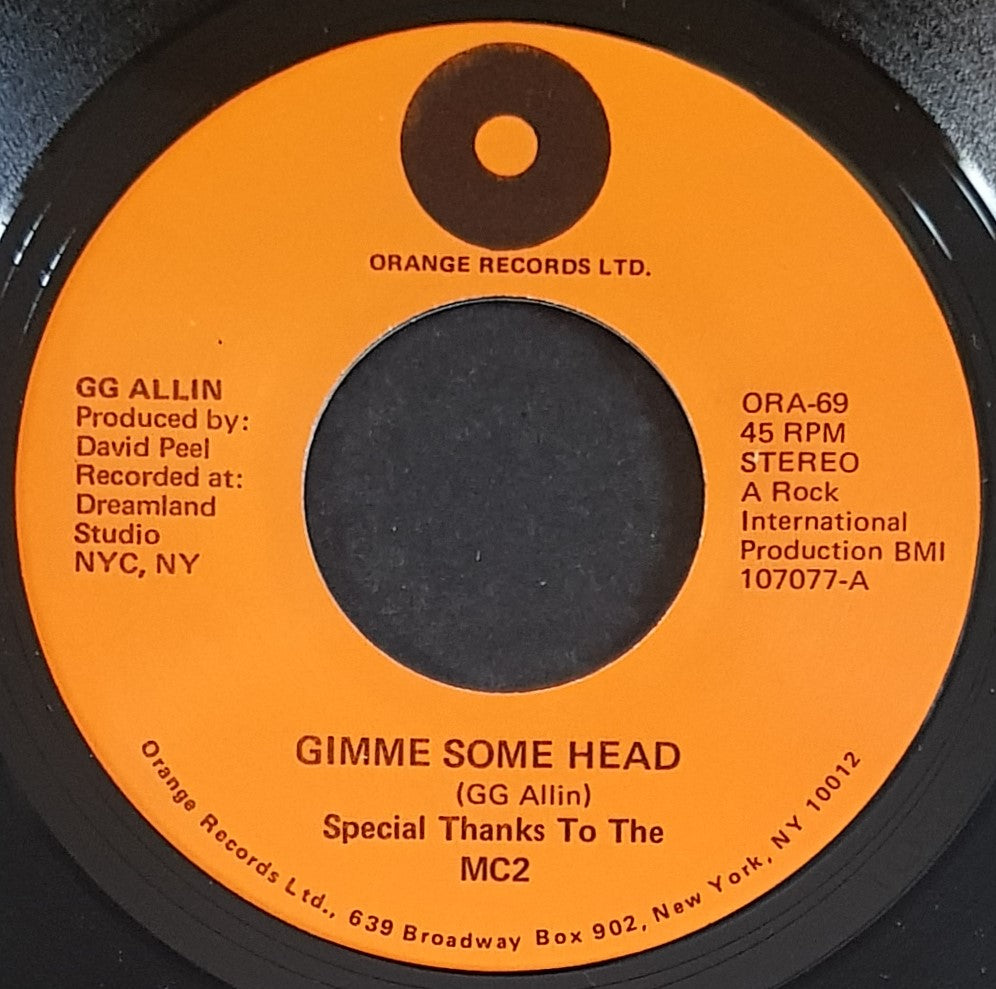 ORANGE RECORDS LTD.
GG ALLIN
Produced by:
David Peel
Recorded at:
Dreamland
Studio
NYC, NY
ORA-69
45 RPM
STEREO
A Rock
International
Production BMI
107077-A
GIMME SOME HEAD
(GG Allin)
Special Thanks To The
MC2
Orange Records Ltd., 639 Broadway Box 902, New York, NY 10012